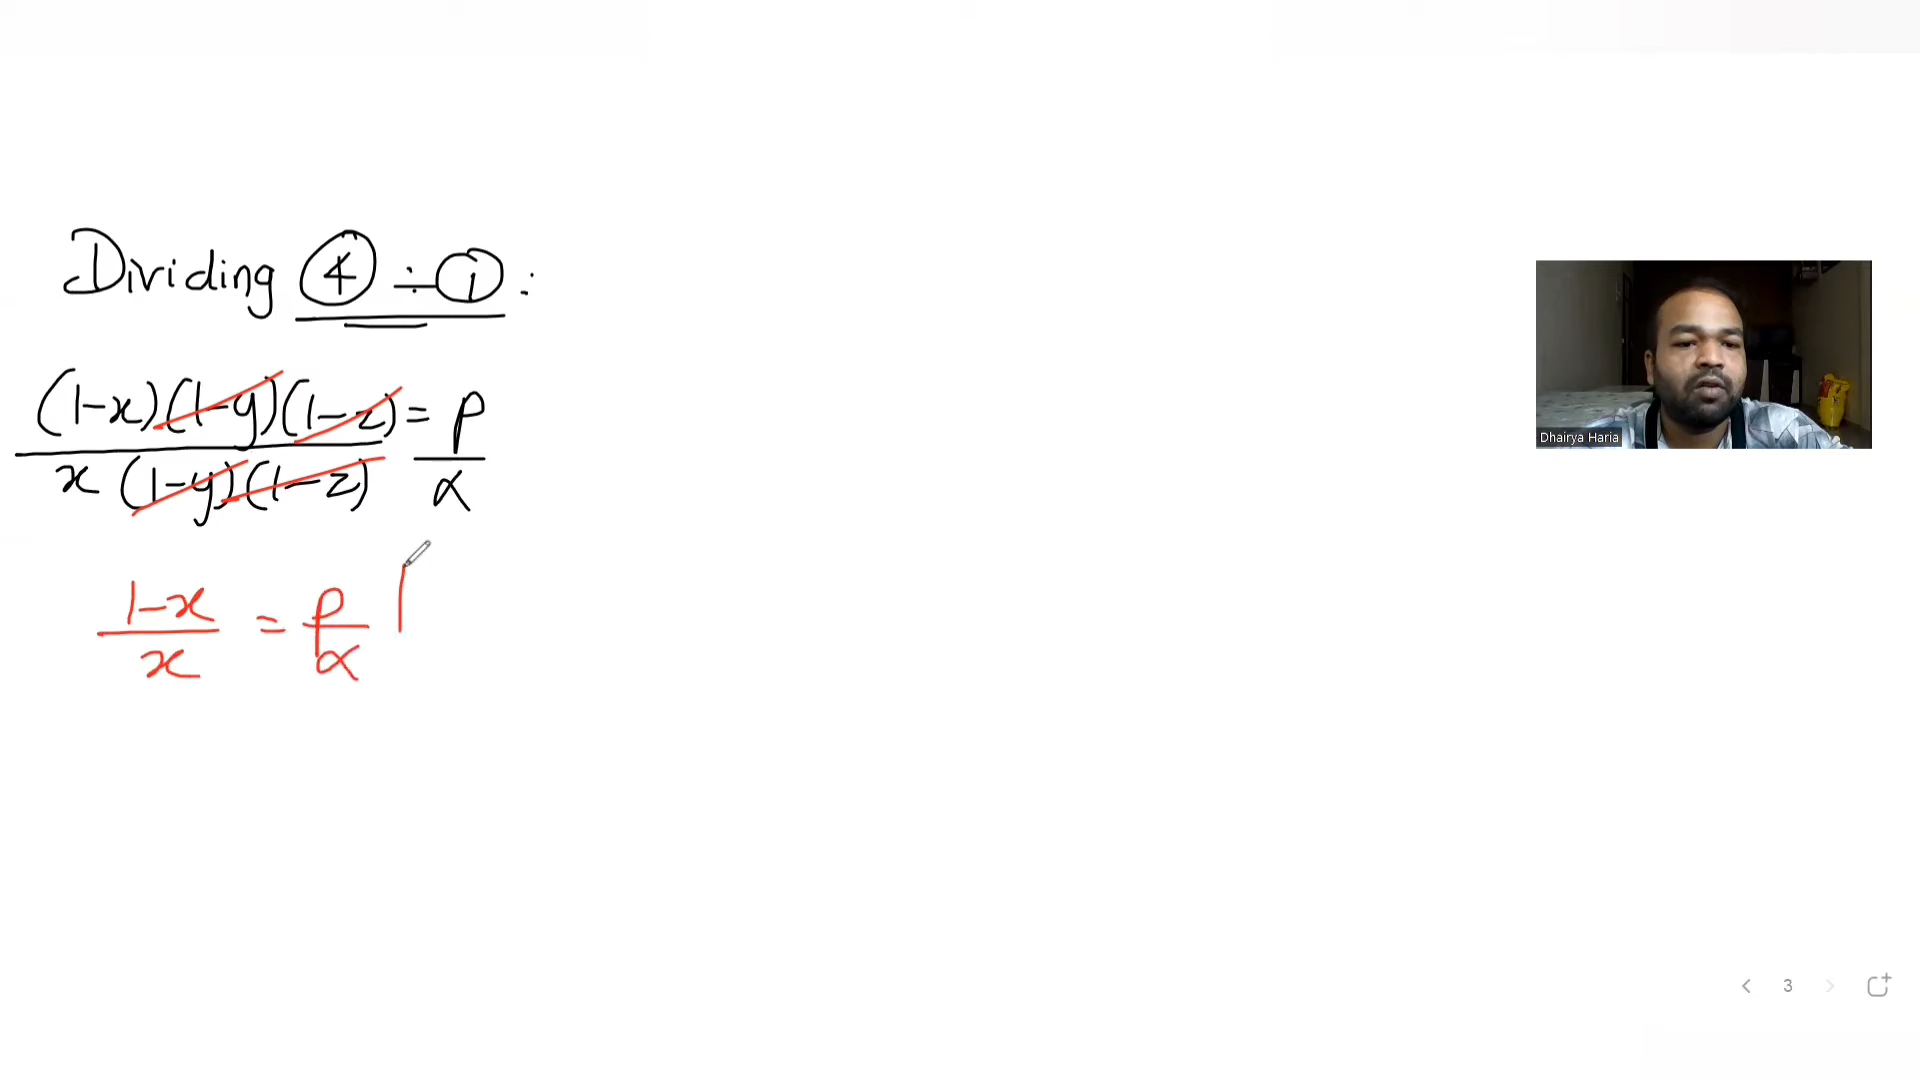 Dividing ④ ÷ ① :
(1-x)(1-y)(1-z) = p
x (1-y)(1-z) α
1-x = p
x α
Dhairya Haria
3